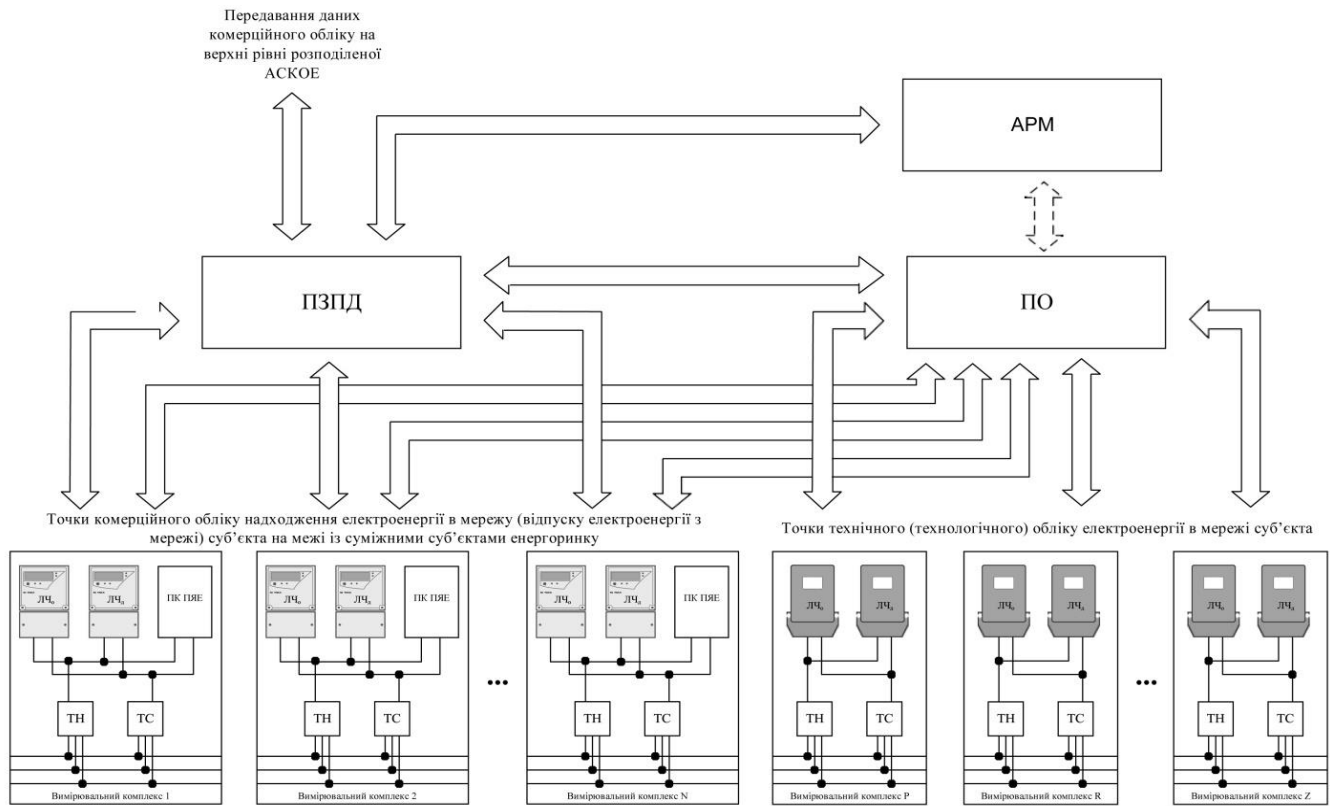 Передавання даних
комерційного обліку на
верхні рівні розподіленої
АСКОЕ
АРМ
ПЗПД
ПО
Точки комерційного обліку надходження електроенергії в мережу (відпуску електроенергії з
мережі) суб’єкта на межі із суміжними суб’єктами енергоринку
Точки технічного (технологічного) обліку електроенергії в мережі суб’єкта
ЛЧо ЛЧд ПК ПЯЕ
ТН ТС
Вимірювальний комплекс 1
ЛЧо ЛЧд ПК ПЯЕ
ТН ТС
Вимірювальний комплекс 2
...
ЛЧо ЛЧд ПК ПЯЕ
ТН ТС
Вимірювальний комплекс N
ЛЧо ЛЧд
ТН ТС
Вимірювальний комплекс P
ЛЧо ЛЧд
ТН ТС
Вимірювальний комплекс R
...
ЛЧо ЛЧд
ТН ТС
Вимірювальний комплекс Z